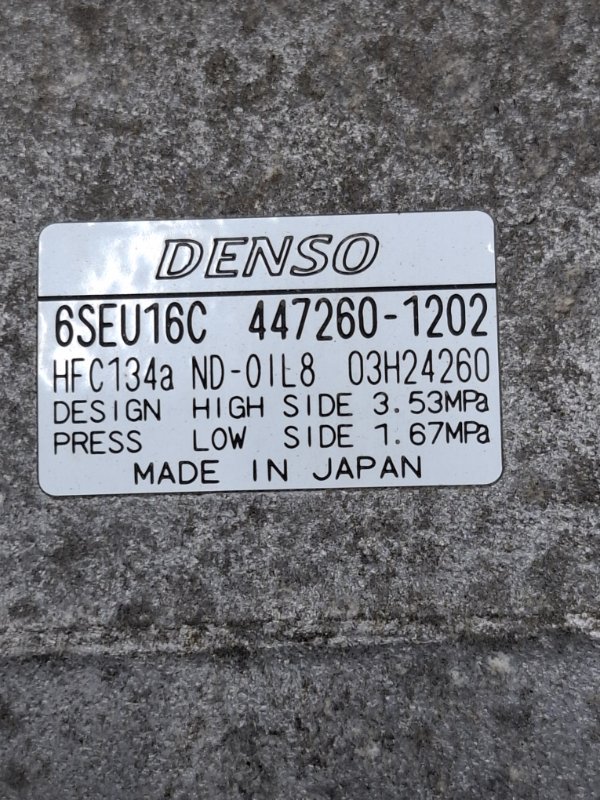 DENSO
6SEU16C 447260-1202
HFC134a ND-OIL8 03H24260
DESIGN HIGH SIDE 3.53MPa
PRESS LOW SIDE 1.67MPa
MADE IN JAPAN